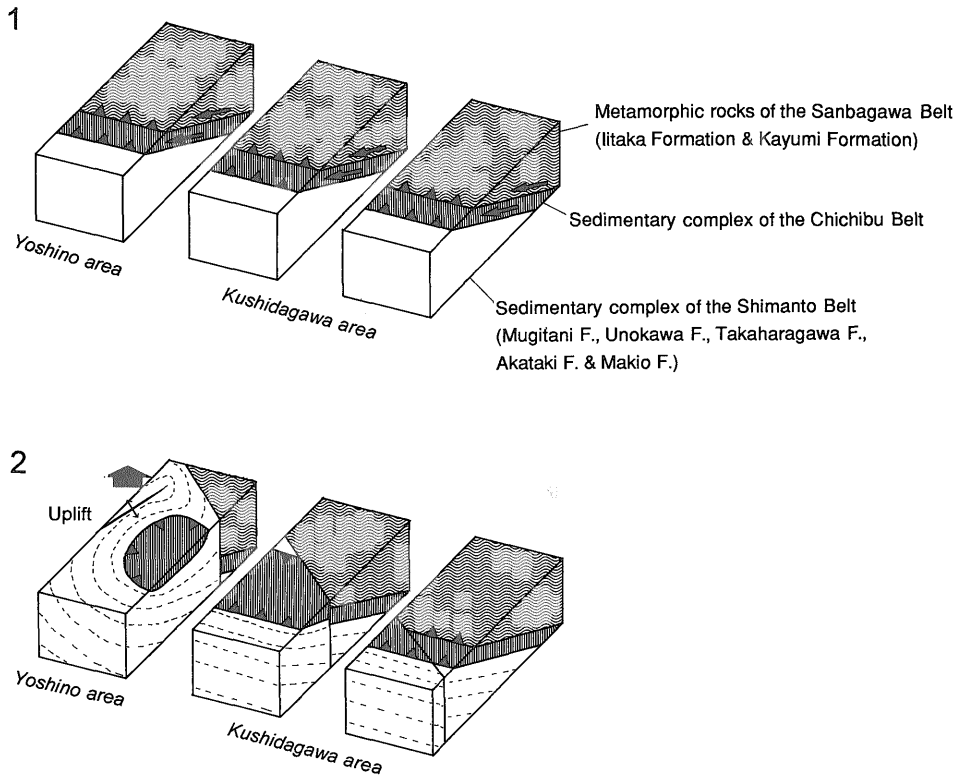 1
Metamorphic rocks of the Sanbagawa Belt
(Iitaka Formation & Kayumi Formation)
Sedimentary complex of the Chichibu Belt
Yoshino area
Kushidagawa area
Sedimentary complex of the Shimanto Belt
(Mugitani F., Unokawa F., Takaharagawa F.,
Akataki F. & Makio F.)
2
Uplift
Yoshino area
Kushidagawa area